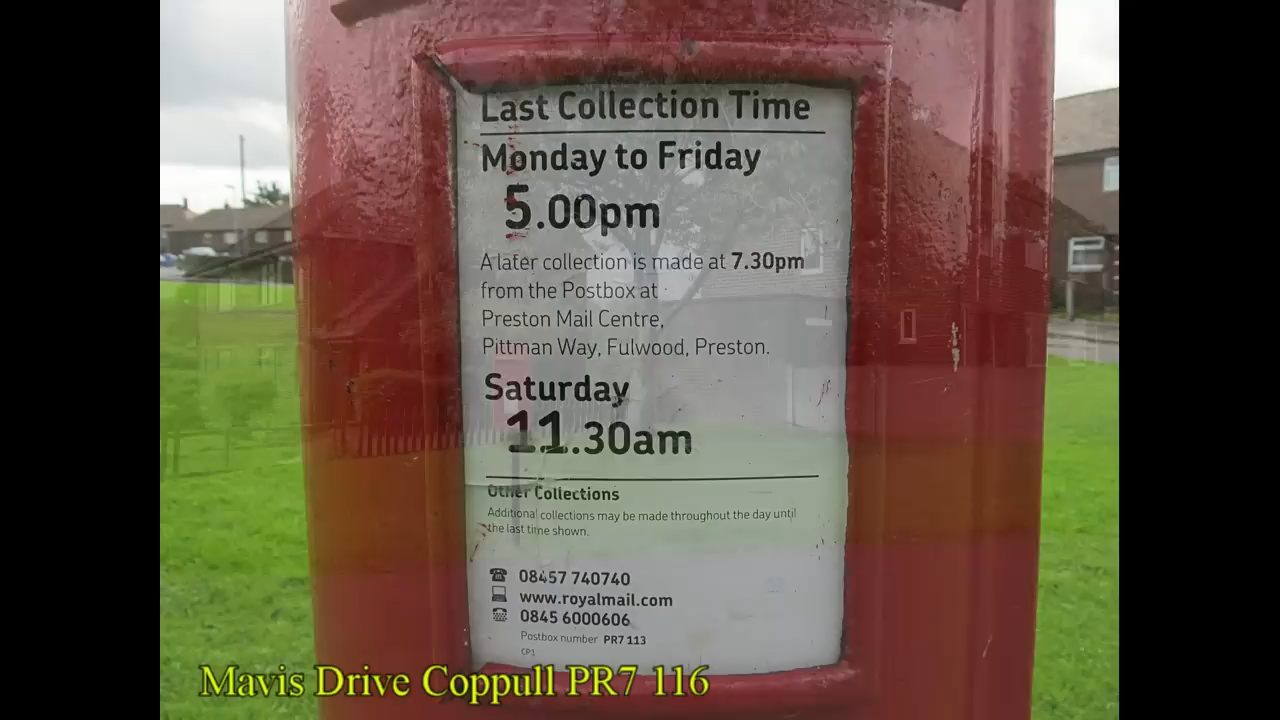 Last Collection Time
Monday to Friday
5.00pm
A later collection is made at 7.30pm
from the Postbox at
Preston Mail Centre,
Pittman Way, Fulwood, Preston.
Saturday
11.30am
Other Collections
Additional collections may be made throughout the day until
the last time shown.
08457 740740
www.royalmail.com
0845 6000606
Postbox number PR7 113
CP1
Mavis Drive Coppull PR7 116